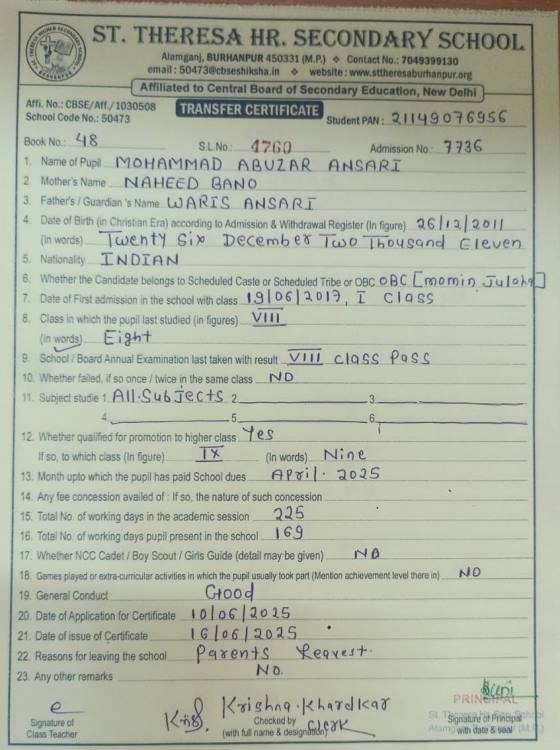 ST. THERESA HR. SECONDARY SCHOOL
Alamganj, BURHANPUR 450331 (M.P.) ❖ Contact No.: 7049399130
email : 50473@cbseshiksha.in ❖ website : www.sttheresaburhanpur.org
Affiliated to Central Board of Secondary Education, New Delhi
Affi. No.: CBSE/Aff./1030508
School Code No.: 50473
TRANSFER CERTIFICATE
Student PAN : 21149076956
Book No.: 48 S.L.No.: 4760 Admission No.: 7736
1. Name of Pupil MOHAMMAD ABUZAR ANSARI
2. Mother's Name NAHEED BANO
3. Father's / Guardian 's Name WARIS ANSARI
4. Date of Birth (in Christian Era) according to Admission & Withdrawal Register (In figure) 26/12/2011
(In words) Twenty Six December Two Thousand Eleven
5. Nationality INDIAN
6. Whether the Candidate belongs to Scheduled Caste or Scheduled Tribe or OBC OBC [momin Julaha]
7. Date of First admission in the school with class 19/06/2017, I Class
8. Class in which the pupil last studied (in figures) VIII
(In words) Eight
9. School / Board Annual Examination last taken with result VIII Class Pass
10. Whether failed, if so once / twice in the same class NO
11. Subject studie 1. All Subjects 2. 3.
4. 5. 6.
12. Whether qualified for promotion to higher class Yes
If so, to which class (In figure) IX (In words) Nine
13. Month upto which the pupil has paid School dues April. 2025
14. Any fee concession availed of : If so, the nature of such concession
15. Total No. of working days in the academic session 225
16. Total No. of working days pupil present in the school 169
17. Whether NCC Cadet / Boy Scout / Girls Guide (detail may be given) NO
18. Games played or extra-curricular activities in which the pupil usually took part (Mention achievement level there in) NO
19. General Conduct Good
20. Date of Application for Certificate 10/06/2025
21. Date of issue of Certificate 16/06/2025
22. Reasons for leaving the school Parents Request.
23. Any other remarks NO.
Krishna. Khardkar
Clerk
PRINCIPAL
Signature of
Class Teacher
Checked by
(with full name & designation)
Signature of Principal
with date & seal